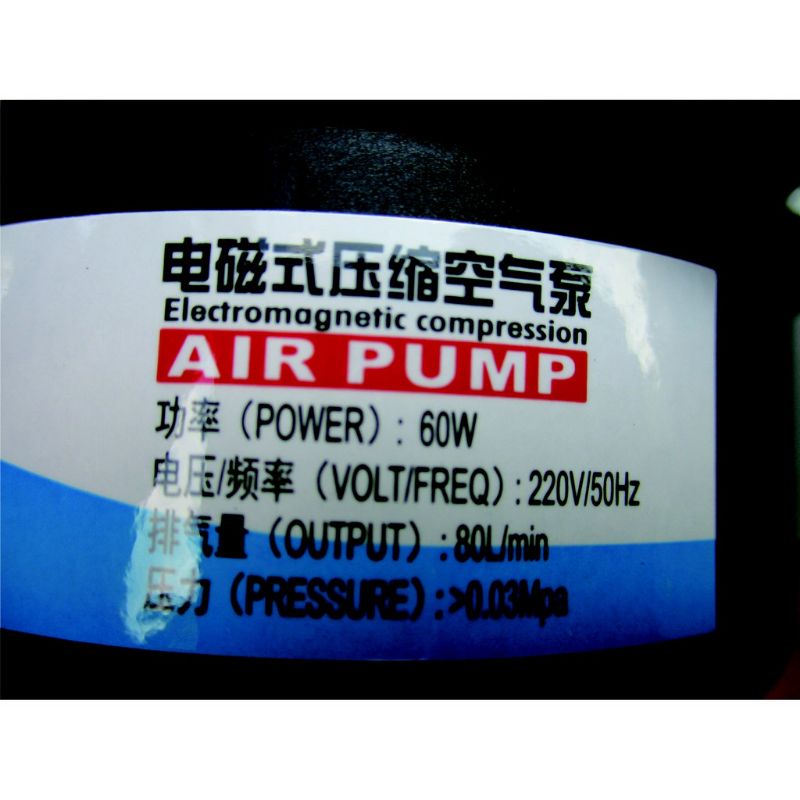 电磁式压缩空气泵
Electromagnetic compression
AIR PUMP
功率（POWER）: 60W
电压/频率（VOLT/FREQ）: 220V/50Hz
排气量（OUTPUT）: 80L/min
压力（PRESSURE）: >0.03Mpa